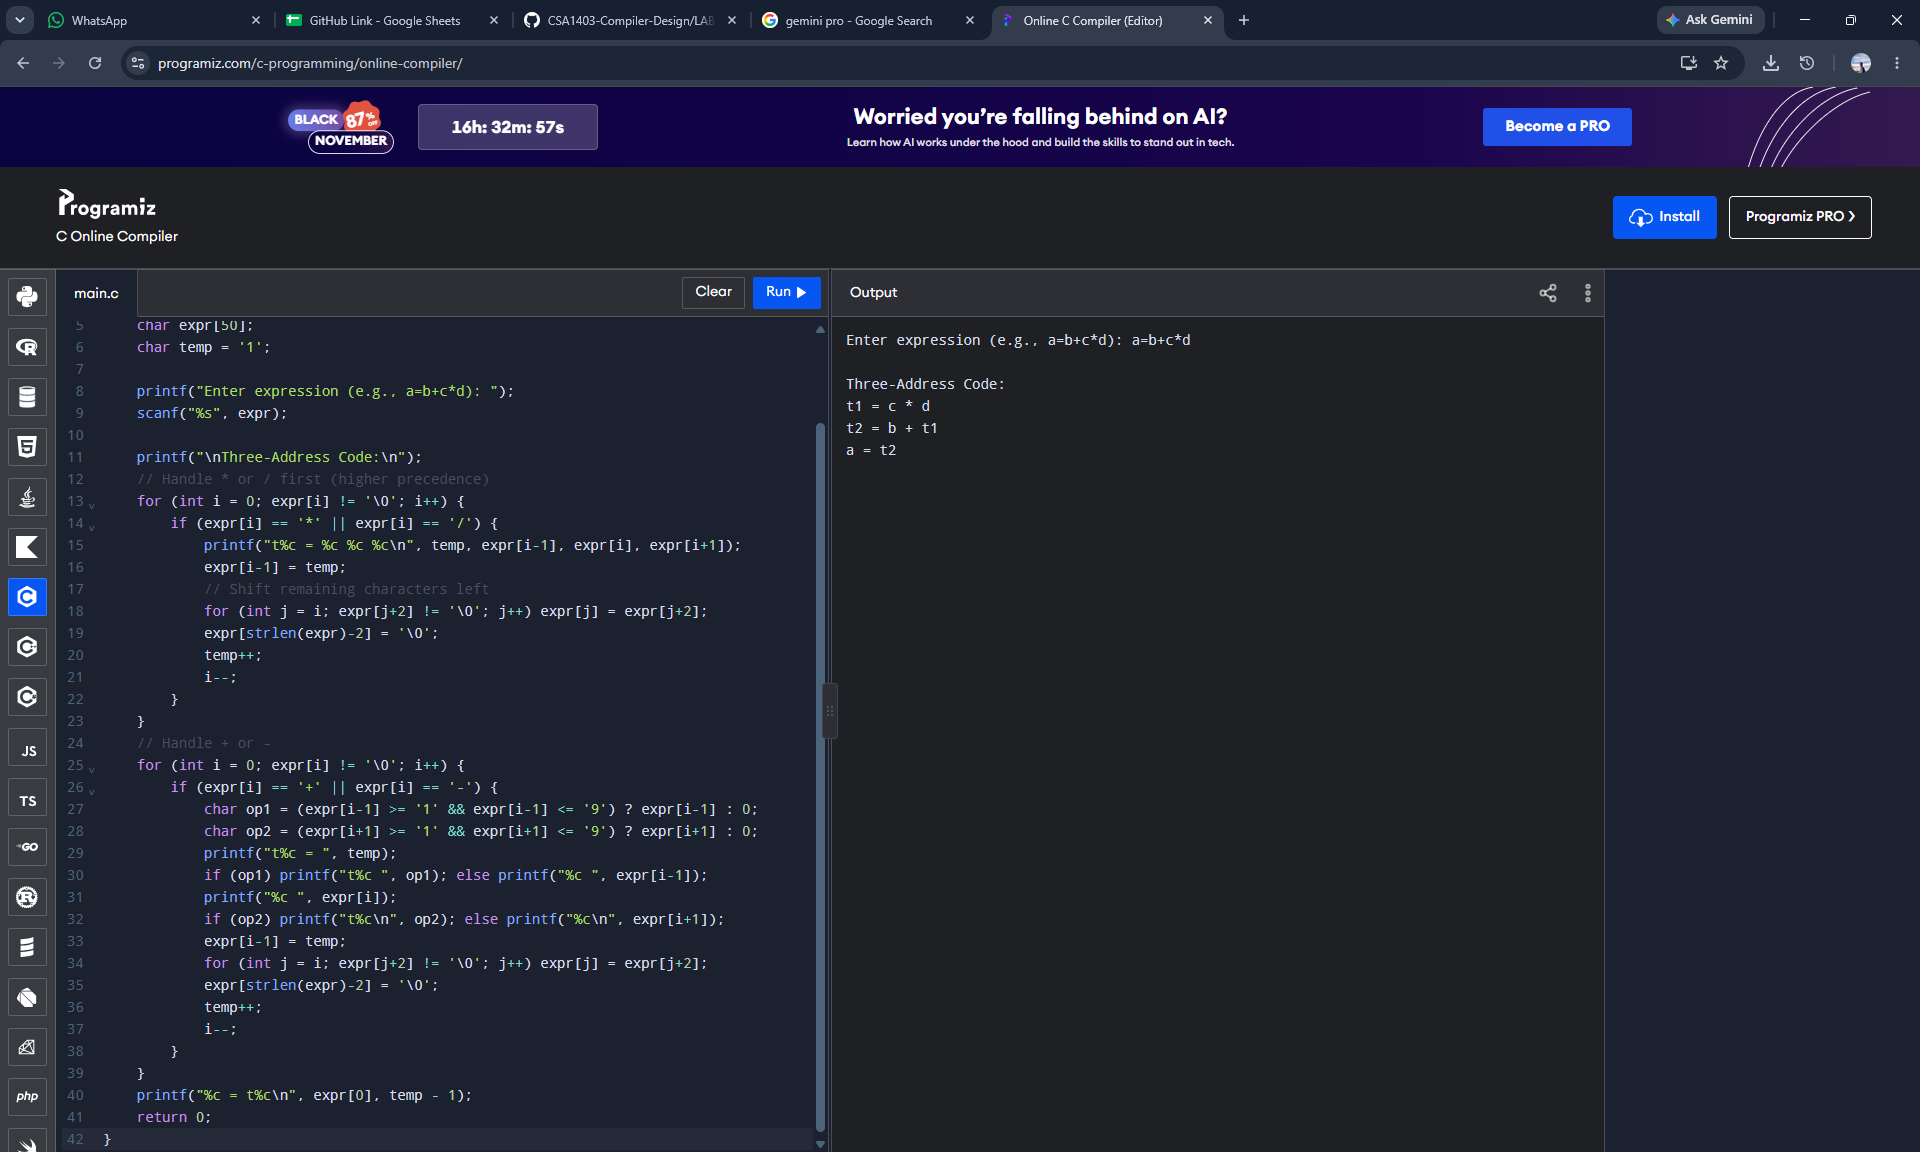 WhatsApp
GitHub Link - Google Sheets
CSA1403-Compiler-Design/LAB
gemini pro - Google Search
Online C Compiler (Editor)
Ask Gemini
programiz.com/c-programming/online-compiler/
BLACK 87% OFF
NOVEMBER
16h: 32m: 57s
Worried you’re falling behind on AI?
Learn how AI works under the hood and build the skills to stand out in tech.
Become a PRO
Programiz
C Online Compiler
Install
Programiz PRO
main.c
Clear
Run
Output
5 char expr[50];
6 char temp = '1';
7
8 printf("Enter expression (e.g., a=b+c*d): ");
9 scanf("%s", expr);
10
11 printf("\nThree-Address Code:\n");
12 // Handle * or / first (higher precedence)
13 for (int i = 0; expr[i] != '\0'; i++) {
14 if (expr[i] == '*' || expr[i] == '/') {
15 printf("t%c = %c %c %c\n", temp, expr[i-1], expr[i], expr[i+1]);
16 expr[i-1] = temp;
17 // Shift remaining characters left
18 for (int j = i; expr[j+2] != '\0'; j++) expr[j] = expr[j+2];
19 expr[strlen(expr)-2] = '\0';
20 temp++;
21 i--;
22 }
23 }
24 // Handle + or -
25 for (int i = 0; expr[i] != '\0'; i++) {
26 if (expr[i] == '+' || expr[i] == '-') {
27 char op1 = (expr[i-1] >= '1' && expr[i-1] <= '9') ? expr[i-1] : 0;
28 char op2 = (expr[i+1] >= '1' && expr[i+1] <= '9') ? expr[i+1] : 0;
29 printf("t%c = ", temp);
30 if (op1) printf("t%c ", op1); else printf("%c ", expr[i-1]);
31 printf("%c ", expr[i]);
32 if (op2) printf("t%c\n", op2); else printf("%c\n", expr[i+1]);
33 expr[i-1] = temp;
34 for (int j = i; expr[j+2] != '\0'; j++) expr[j] = expr[j+2];
35 expr[strlen(expr)-2] = '\0';
36 temp++;
37 i--;
38 }
39 }
40 printf("%c = t%c\n", expr[0], temp - 1);
41 return 0;
42 }
Enter expression (e.g., a=b+c*d): a=b+c*d
Three-Address Code:
t1 = c * d
t2 = b + t1
a = t2
JS
TS
GO
php